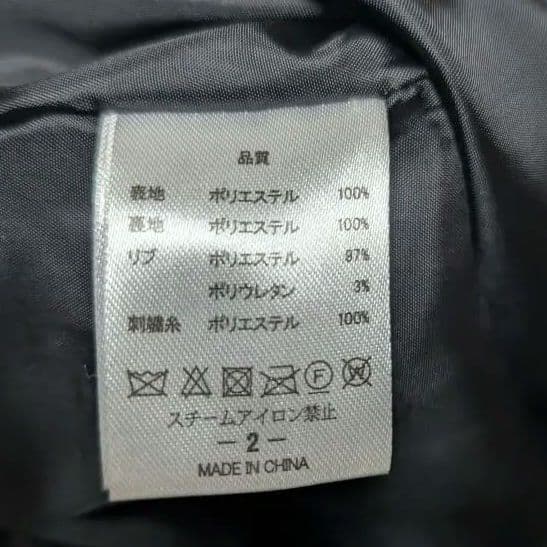 品質
表地 ポリエステル 100%
裏地 ポリエステル 100%
リブ ポリエステル 97%
ポリウレタン 3%
刺繍糸 ポリエステル 100%
F W
スチームアイロン禁止
－2－
MADE IN CHINA